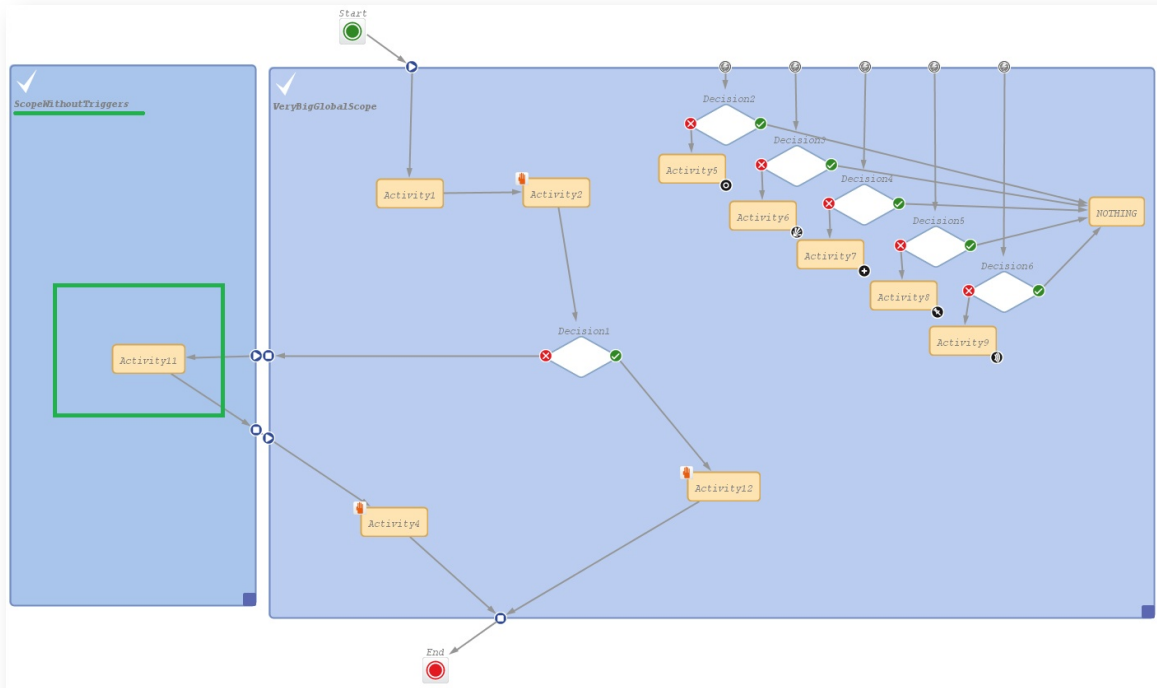 Start
ScopeWithoutTriggers
VeryBigGlobalScope
Decision2
Decision3
Activity5
Decision4
Activity1
Activity2
Activity6
NOTHING
Decision5
Activity7
Decision6
Activity8
Decision1
Activity9
Activity11
Activity12
Activity4
End